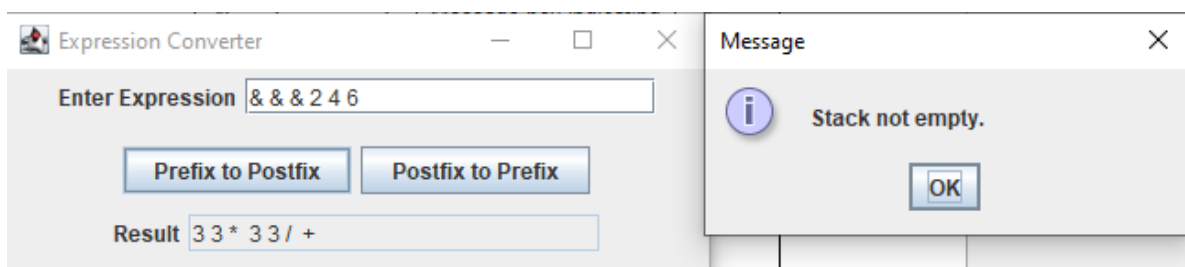 Expression Converter
Enter Expression & & & 2 4 6
Prefix to Postfix Postfix to Prefix
Result 3 3 * 3 3 / +
Message
Stack not empty.
OK